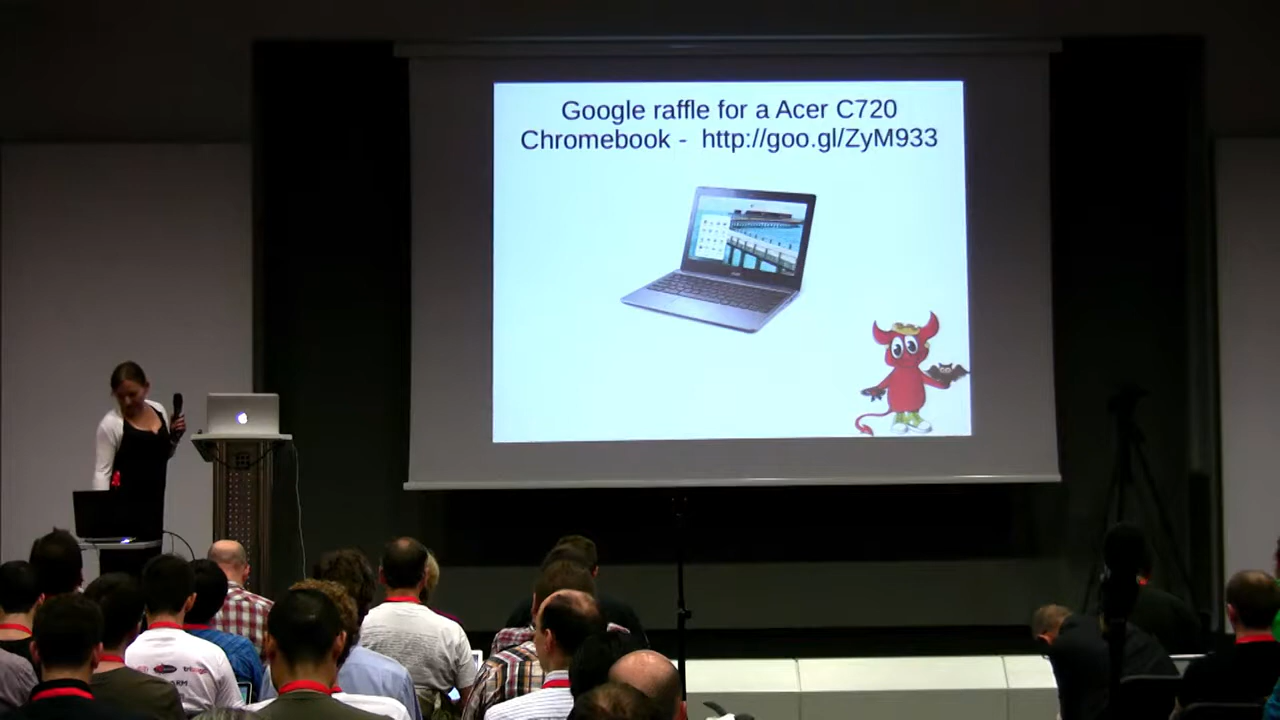 Google raffle for a Acer C720
Chromebook - http://goo.gl/ZyM933